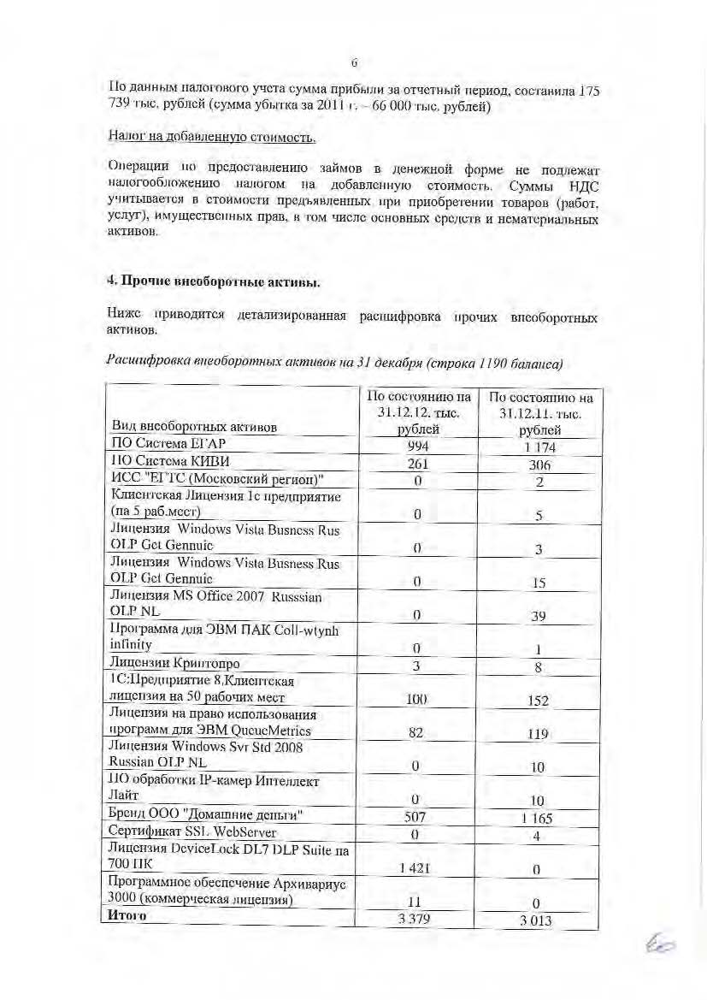 6
По данным налогового учета сумма прибыли за отчетный период, составила 175
739 тыс. рублей (сумма убытка за 2011 г. – 66 000 тыс. рублей)
Налог на добавленную стоимость.
Операции по предоставлению займов в денежной форме не подлежат
налогообложению налогом на добавленную стоимость. Суммы НДС
учитывается в стоимости предъявленных при приобретении товаров (работ,
услуг), имущественных прав, в том числе основных средств и нематериальных
активов.
4. Прочие внеоборотные активы.
Ниже приводится детализированная расшифровка прочих внеоборотных
активов.
Расшифровка внеоборотных активов на 31 декабря (строка 1190 баланса)
Вид внеоборотных активов
По состоянию на
31.12.12. тыс.
рублей
По состоянию на
31.12.11. тыс.
рублей
ПО Система ЕГАР 994 1 174
ПО Система КИВИ 261 306
ИСС "ЕГТС (Московский регион)" 0 2
Клиентская Лицензия 1с предприятие
(на 5 раб.мест) 0 5
Лицензия Windows Vista Busness Rus
OLP Get Gennuie 0 3
Лицензия Windows Vista Busness Rus
OLP Get Gennuie 0 15
Лицензия MS Office 2007 Russsian
OLP NL 0 39
Программа для ЭВМ ПАК Coll-wtynh
infinity 0 1
Лицензии Криптопро 3 8
1С:Предприятие 8.Клиентская
лицензия на 50 рабочих мест 100 152
Лицензия на право использования
программ для ЭВМ QueueMetrics 82 119
Лицензия Windows Svr Std 2008
Russian OLP NL 0 10
ПО обработки IP-камер Интеллект
Лайт 0 10
Бренд ООО "Домашние деньги" 507 1 165
Сертификат SSL WebServer 0 4
Лицензия DeviceLock DL7 DLP Suite на
700 ПК 1 421 0
Программное обеспечение Архивариус
3000 (коммерческая лицензия) 11 0
Итого 3 379 3 013